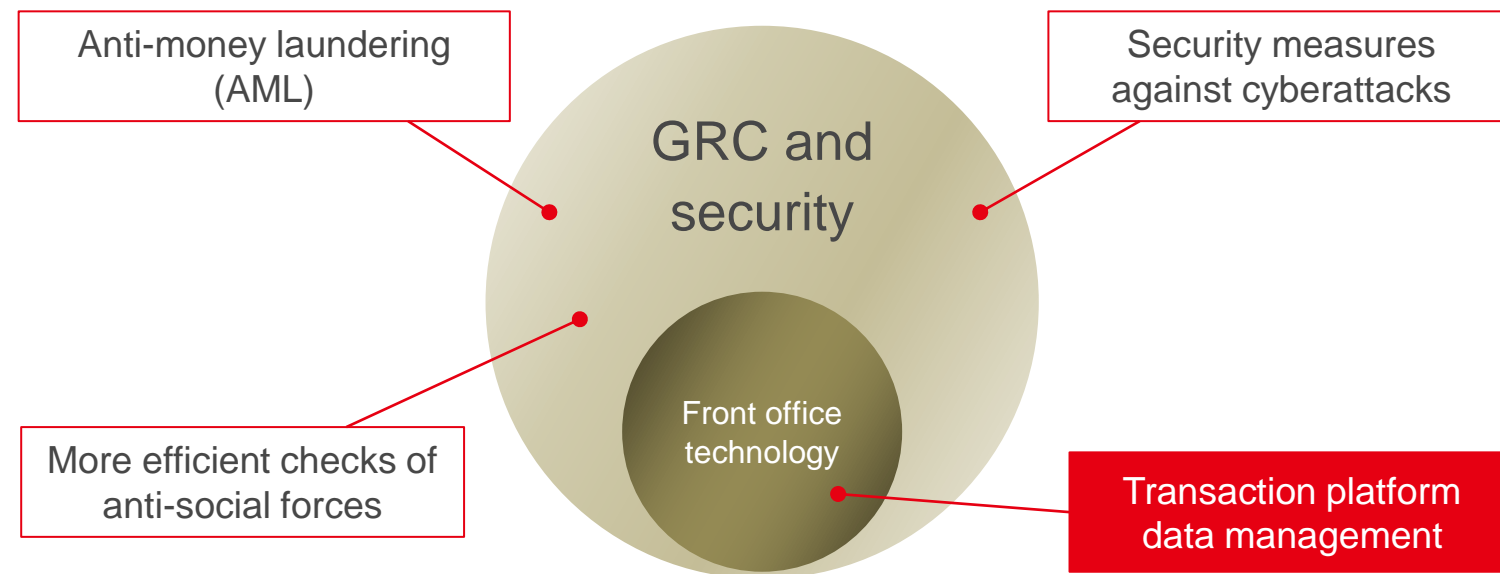 Anti-money laundering
(AML)
Security measures
against cyberattacks
GRC and
security
Front office
technology
More efficient checks of
anti-social forces
Transaction platform
data management